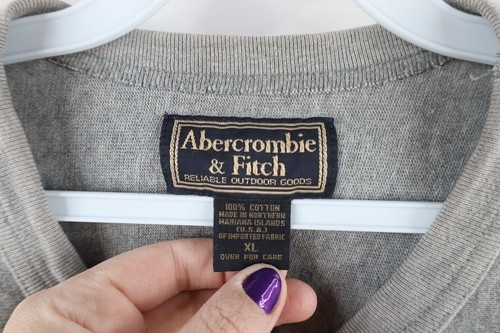 Abercrombie
& Fitch
RELIABLE OUTDOOR GOODS
100% COTTON
MADE IN NORTHERN
MARIANA ISLANDS
(U.S.A.)
OF IMPORTED FABRIC
XL
OVER FOR CARE